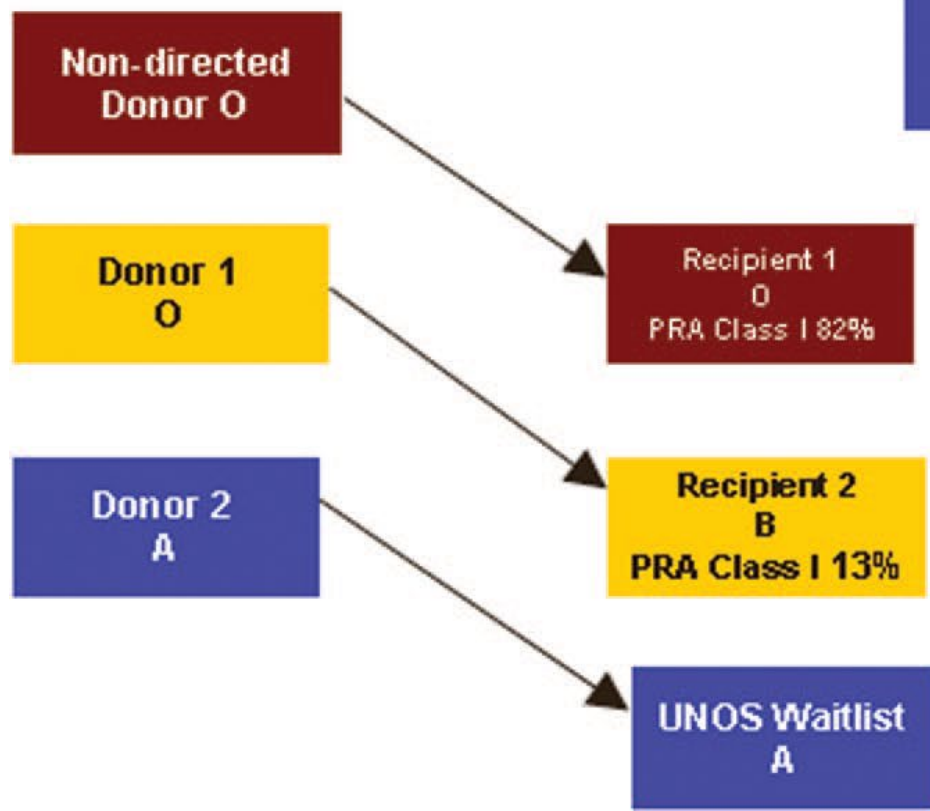 Non-directed
Donor O
Donor 1
O
Donor 2
A
Recipient 1
O
PRA Class I 82%
Recipient 2
B
PRA Class I 13%
UNOS Waitlist
A